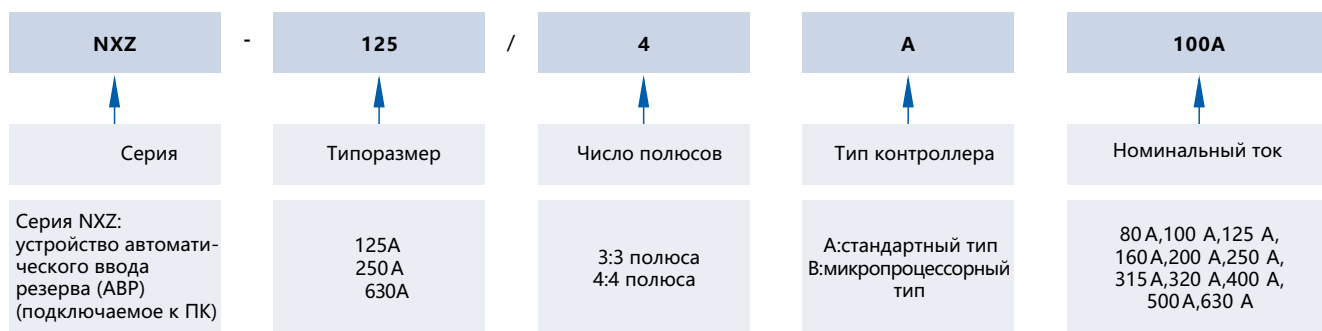 NXZ - 125 / 4 A 100A
Серия Типоразмер Число полюсов Тип контроллера Номинальный ток
Серия NXZ:
устройство автомати-
ческого ввода
резерва (АВР)
(подключаемое к ПК)
125A
250 A
630A
3:3 полюса
4:4 полюса
А:стандартный тип
В:микропроцессорный
тип
80 A,100 A,125 A,
160 A,200 A,250 A,
315 A,320 A,400 A,
500 A,630 A